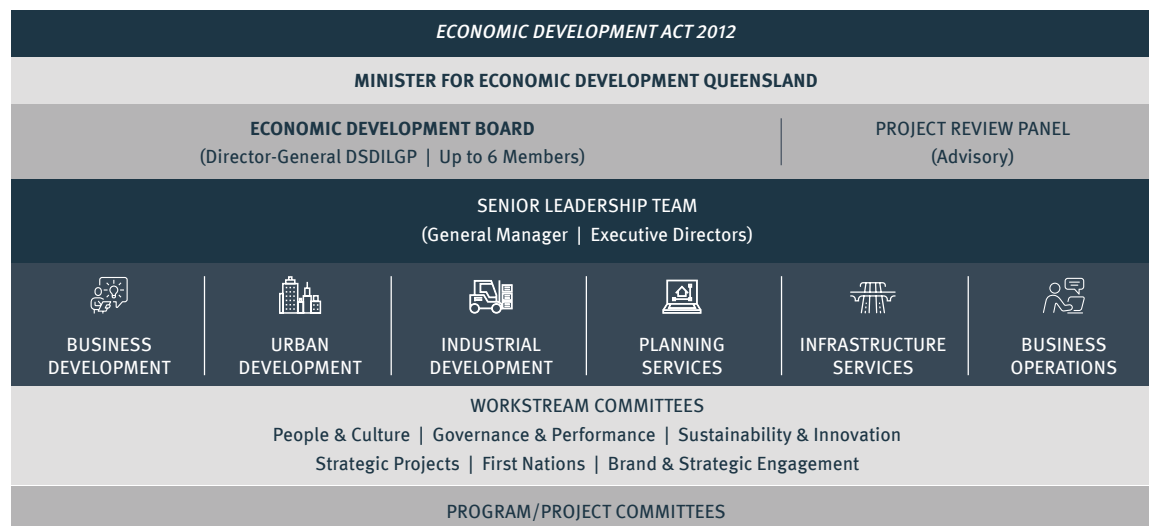 ECONOMIC DEVELOPMENT ACT 2012
MINISTER FOR ECONOMIC DEVELOPMENT QUEENSLAND
ECONOMIC DEVELOPMENT BOARD
(Director-General DSDILGP | Up to 6 Members)
PROJECT REVIEW PANEL
(Advisory)
SENIOR LEADERSHIP TEAM
(General Manager | Executive Directors)
BUSINESS
DEVELOPMENT
URBAN
DEVELOPMENT
INDUSTRIAL
DEVELOPMENT
PLANNING
SERVICES
INFRASTRUCTURE
SERVICES
BUSINESS
OPERATIONS
WORKSTREAM COMMITTEES
People & Culture | Governance & Performance | Sustainability & Innovation
Strategic Projects | First Nations | Brand & Strategic Engagement
PROGRAM/PROJECT COMMITTEES